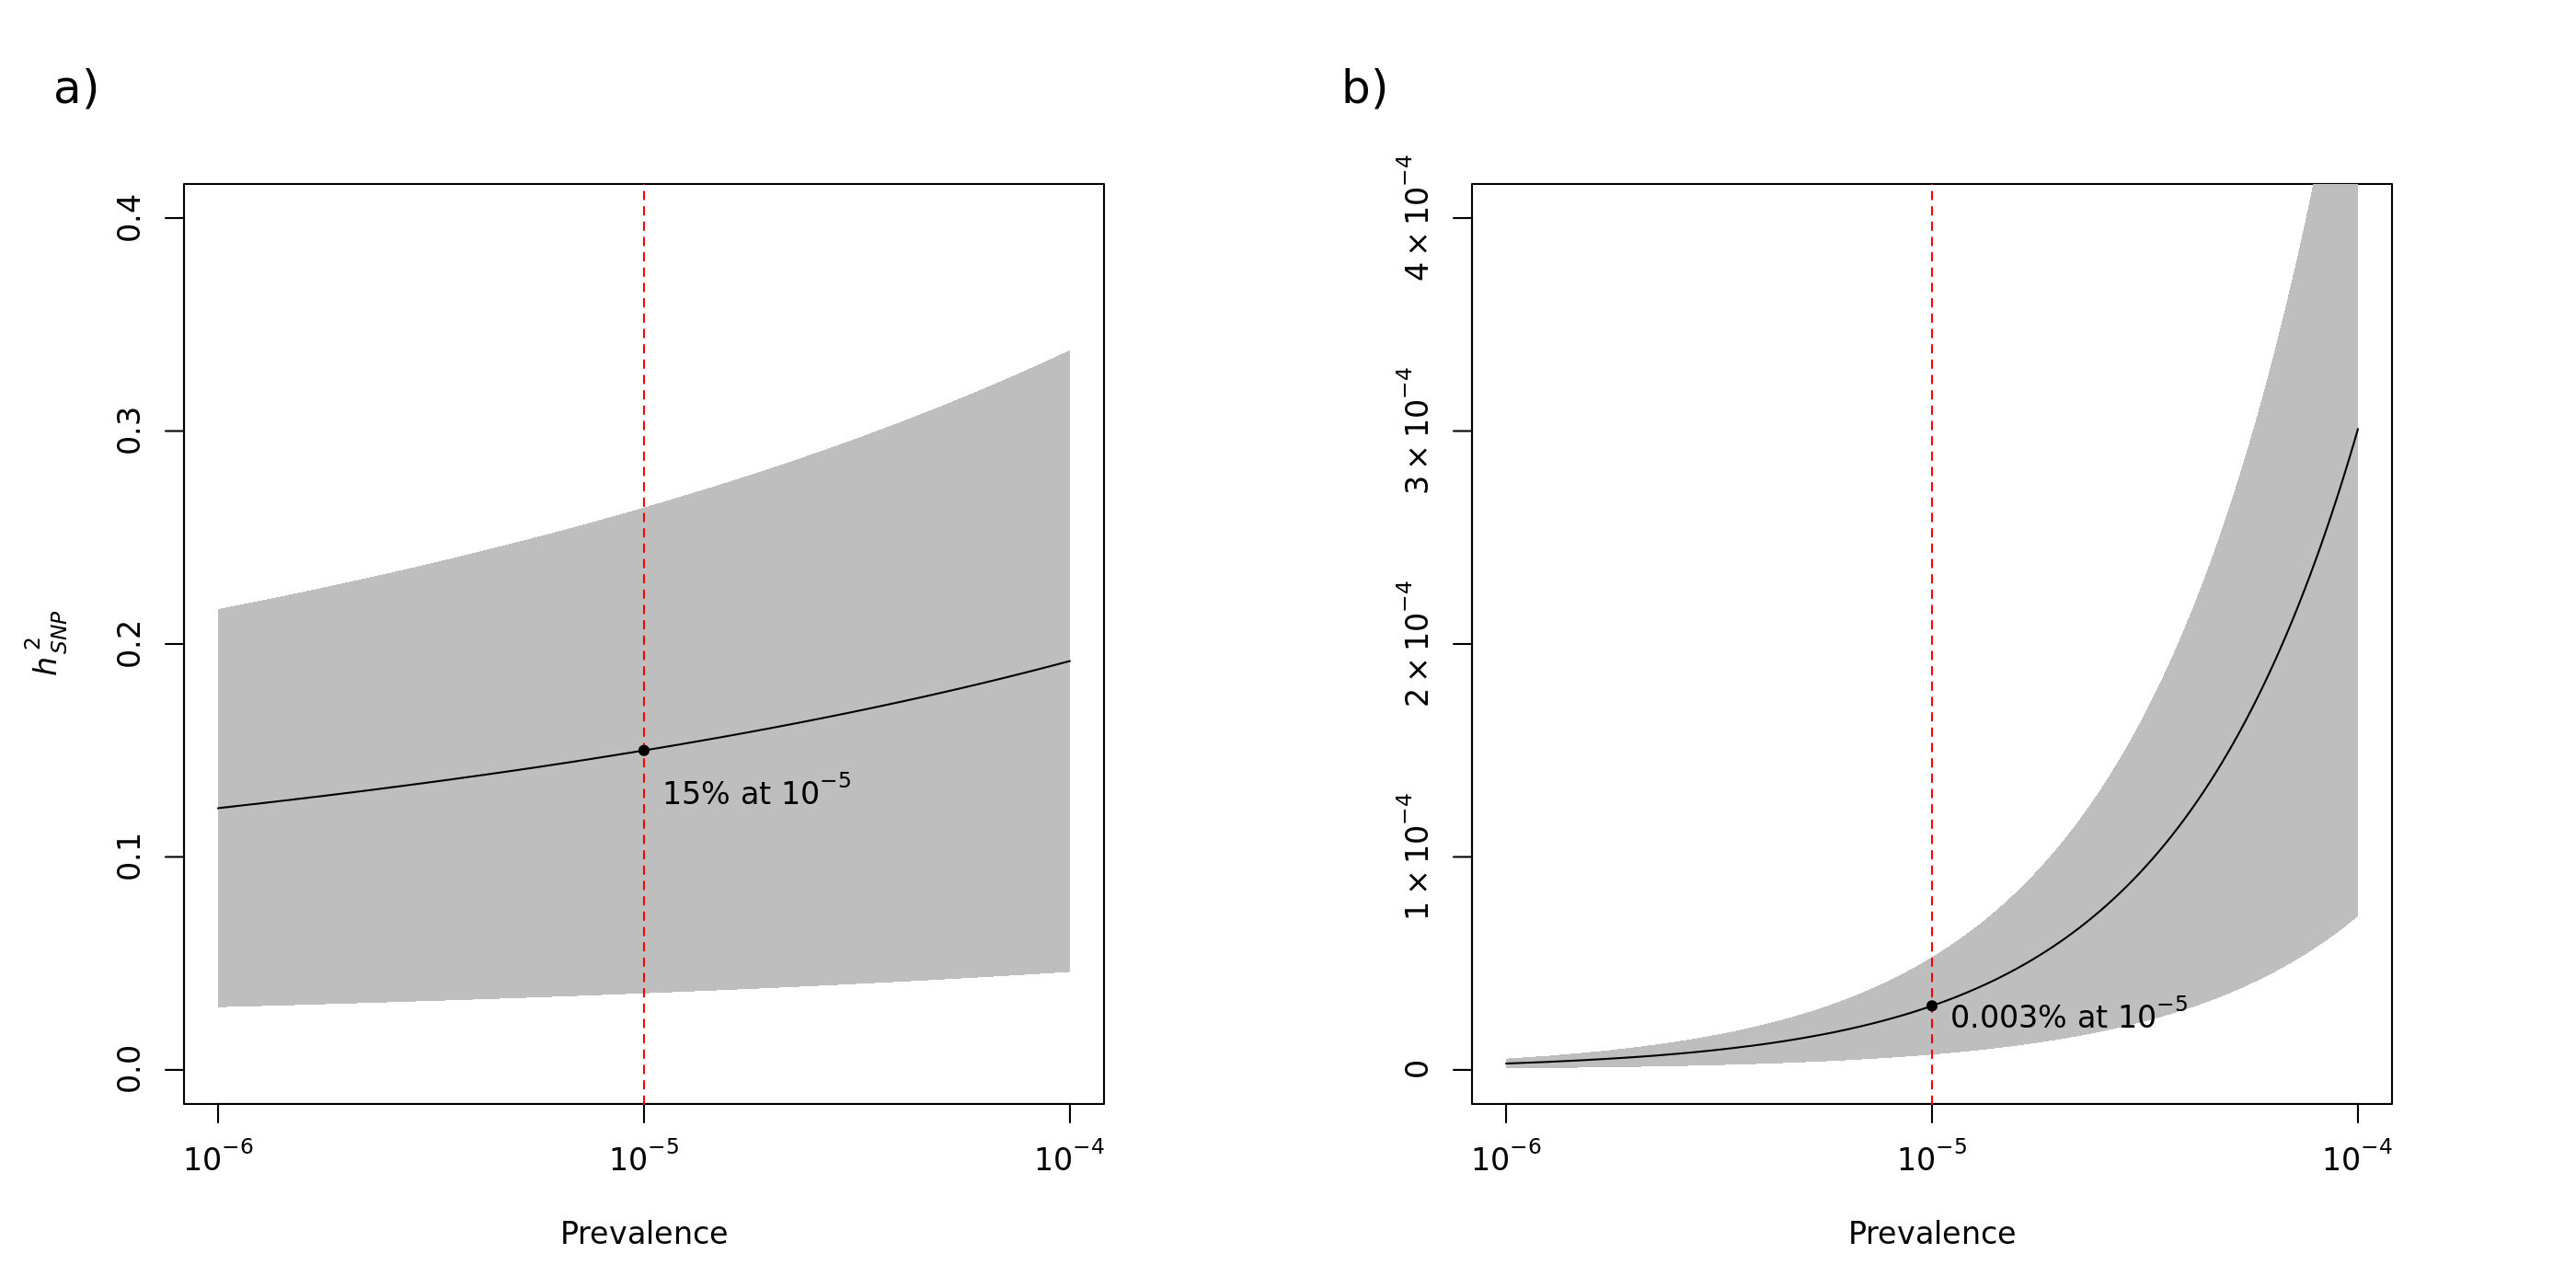 a)
h²SNP
0.4
0.3
0.2
0.1
0.0
15% at 10⁻⁵
10⁻⁶ 10⁻⁵ 10⁻⁴
Prevalence
b)
4 × 10⁻⁴
3 × 10⁻⁴
2 × 10⁻⁴
1 × 10⁻⁴
0
0.003% at 10⁻⁵
10⁻⁶ 10⁻⁵ 10⁻⁴
Prevalence